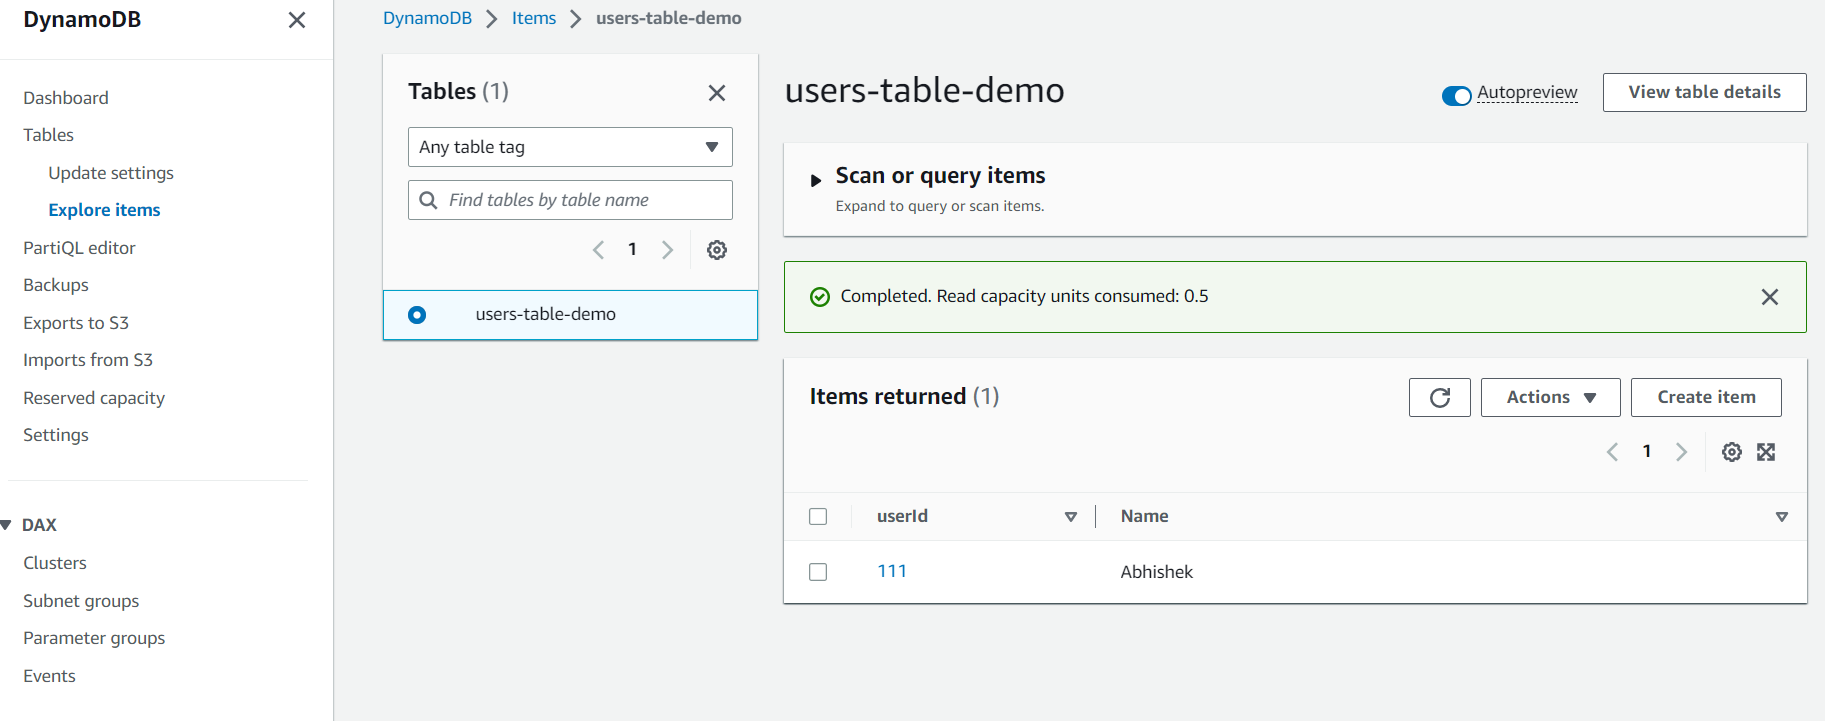 DynamoDB
Dashboard
Tables
Update settings
Explore items
PartiQL editor
Backups
Exports to S3
Imports from S3
Reserved capacity
Settings
DAX
Clusters
Subnet groups
Parameter groups
Events
DynamoDB Items users-table-demo
Tables (1)
Any table tag
Find tables by table name
1
users-table-demo
users-table-demo
Autopreview
View table details
Scan or query items
Expand to query or scan items.
Completed. Read capacity units consumed: 0.5
Items returned (1)
Actions
Create item
1
userId Name
111 Abhishek